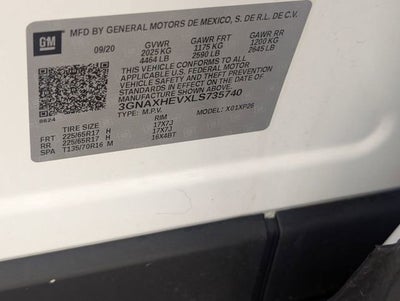 MFD BY GENERAL MOTORS DE MEXICO, S. DE R.L. DE C.V.
GM
09/20 GVWR GAWR FRT GAWR RR
2025 KG 1175 KG 1200 KG
4464 LB 2590 LB 2645 LB
THIS VEHICLE CONFORMS TO ALL
APPLICABLE U.S. FEDERAL MOTOR
VEHICLE SAFETY AND THEFT PREVENTION
STANDARDS IN EFFECT ON THE DATE OF
MANUFACTURE SHOWN ABOVE.
3GNAXHEVXLS735740
TYPE: M.P.V. MODEL: X01XP26
8624
TIRE SIZE RIM
FRT 225/65R17 H 17X7J
RR 225/65R17 H 17X7J
SPA T135/70R16 M 16X4BT